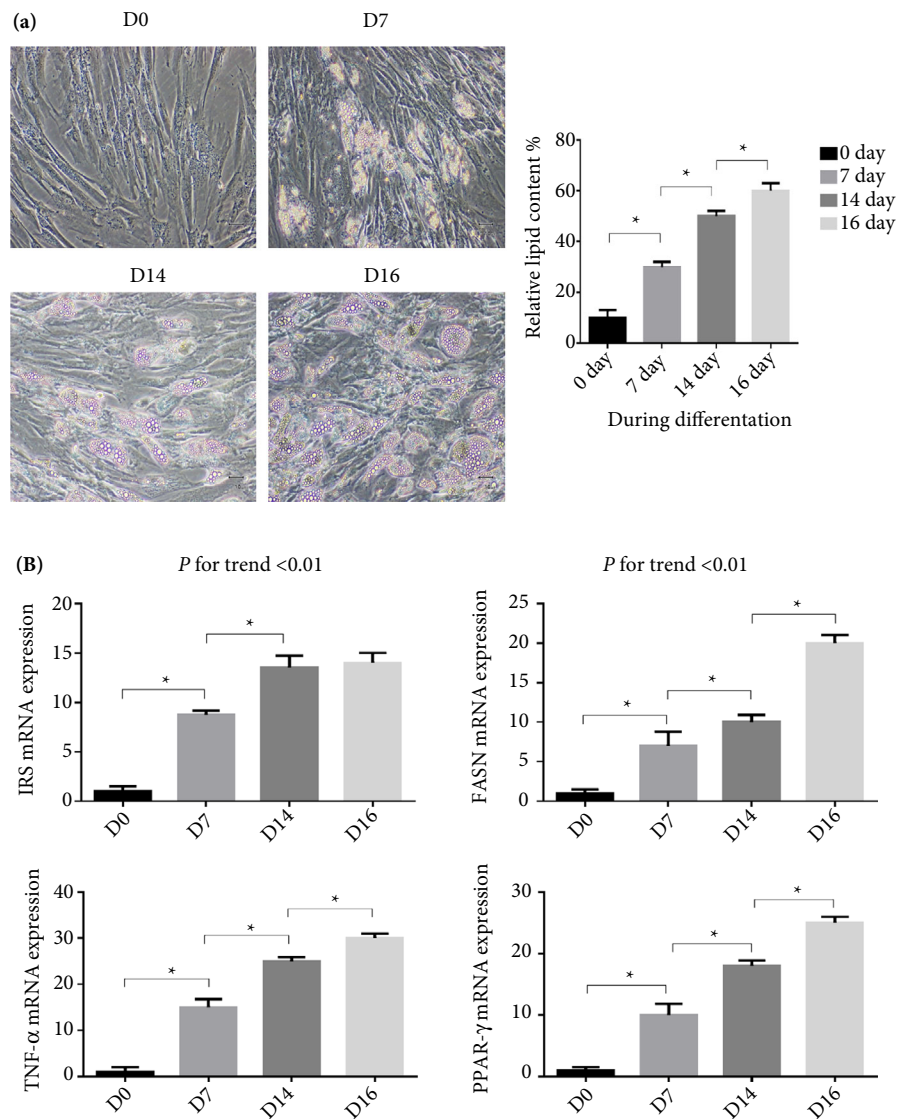 (a)
D0
D7
D14
D16
Relative lipid content %
80
60
40
20
0
*
*
*
0 day
7 day
14 day
16 day
During differentation
0 day
7 day
14 day
16 day
(B)
P for trend <0.01
IRS mRNA expression
20
15
10
5
0
*
*
D0
D7
D14
D16
P for trend <0.01
FASN mRNA expression
25
20
15
10
5
0
*
*
*
D0
D7
D14
D16
TNF-α mRNA expression
40
30
20
10
0
*
*
*
D0
D7
D14
D16
PPAR-γ mRNA expression
30
20
10
0
*
*
*
D0
D7
D14
D16